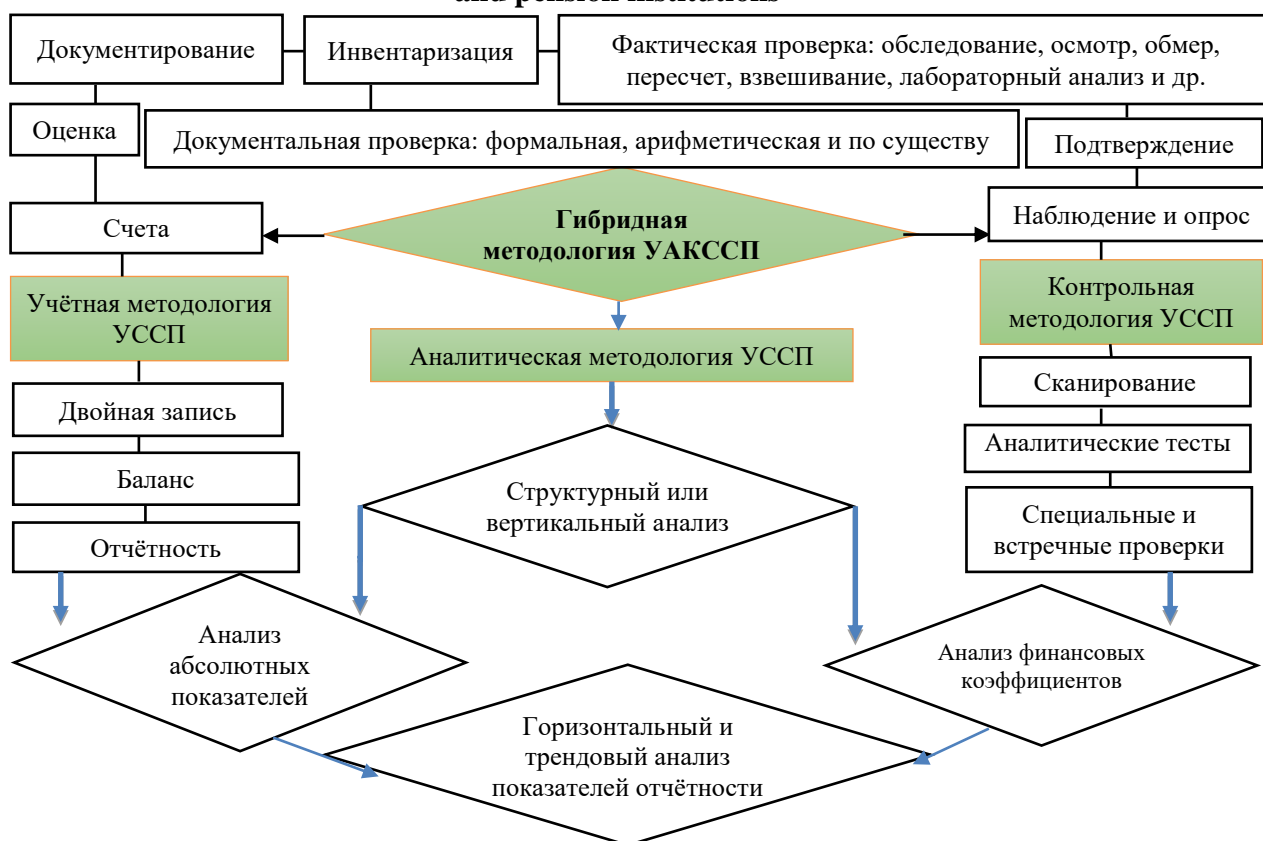 and pension institutions
Документирование
Инвентаризация
Фактическая проверка: обследование, осмотр, обмер,
пересчет, взвешивание, лабораторный анализ и др.
Оценка
Документальная проверка: формальная, арифметическая и по существу
Подтверждение
Счета
Гибридная
методология УАКССП
Наблюдение и опрос
Учётная методология
УССП
Аналитическая методология УССП
Контрольная
методология УССП
Двойная запись
Сканирование
Баланс
Аналитические тесты
Структурный или
вертикальный анализ
Отчётность
Специальные и
встречные проверки
Анализ
абсолютных
показателей
Анализ финансовых
коэффициентов
Горизонтальный и
трендовый анализ
показателей отчётности